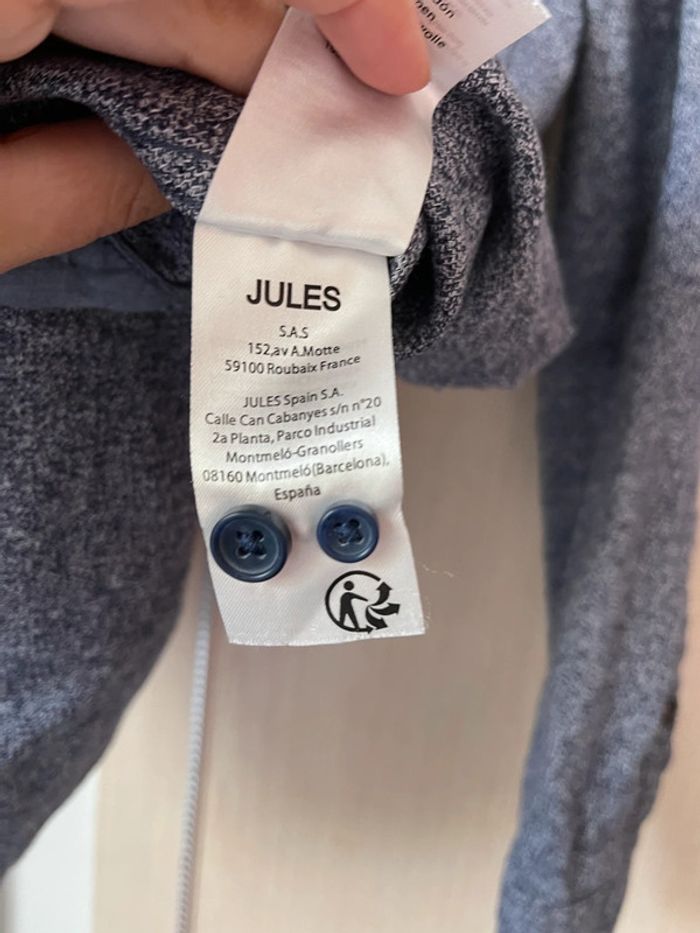 men
JULES
S.A.S
152,av A.Motte
59100 Roubaix France
JULES Spain S.A.
Calle Can Cabanyes s/n n°20
2a Planta, Parco Industrial
Montmeló-Granollers
08160 Montmeló(Barcelona),
España